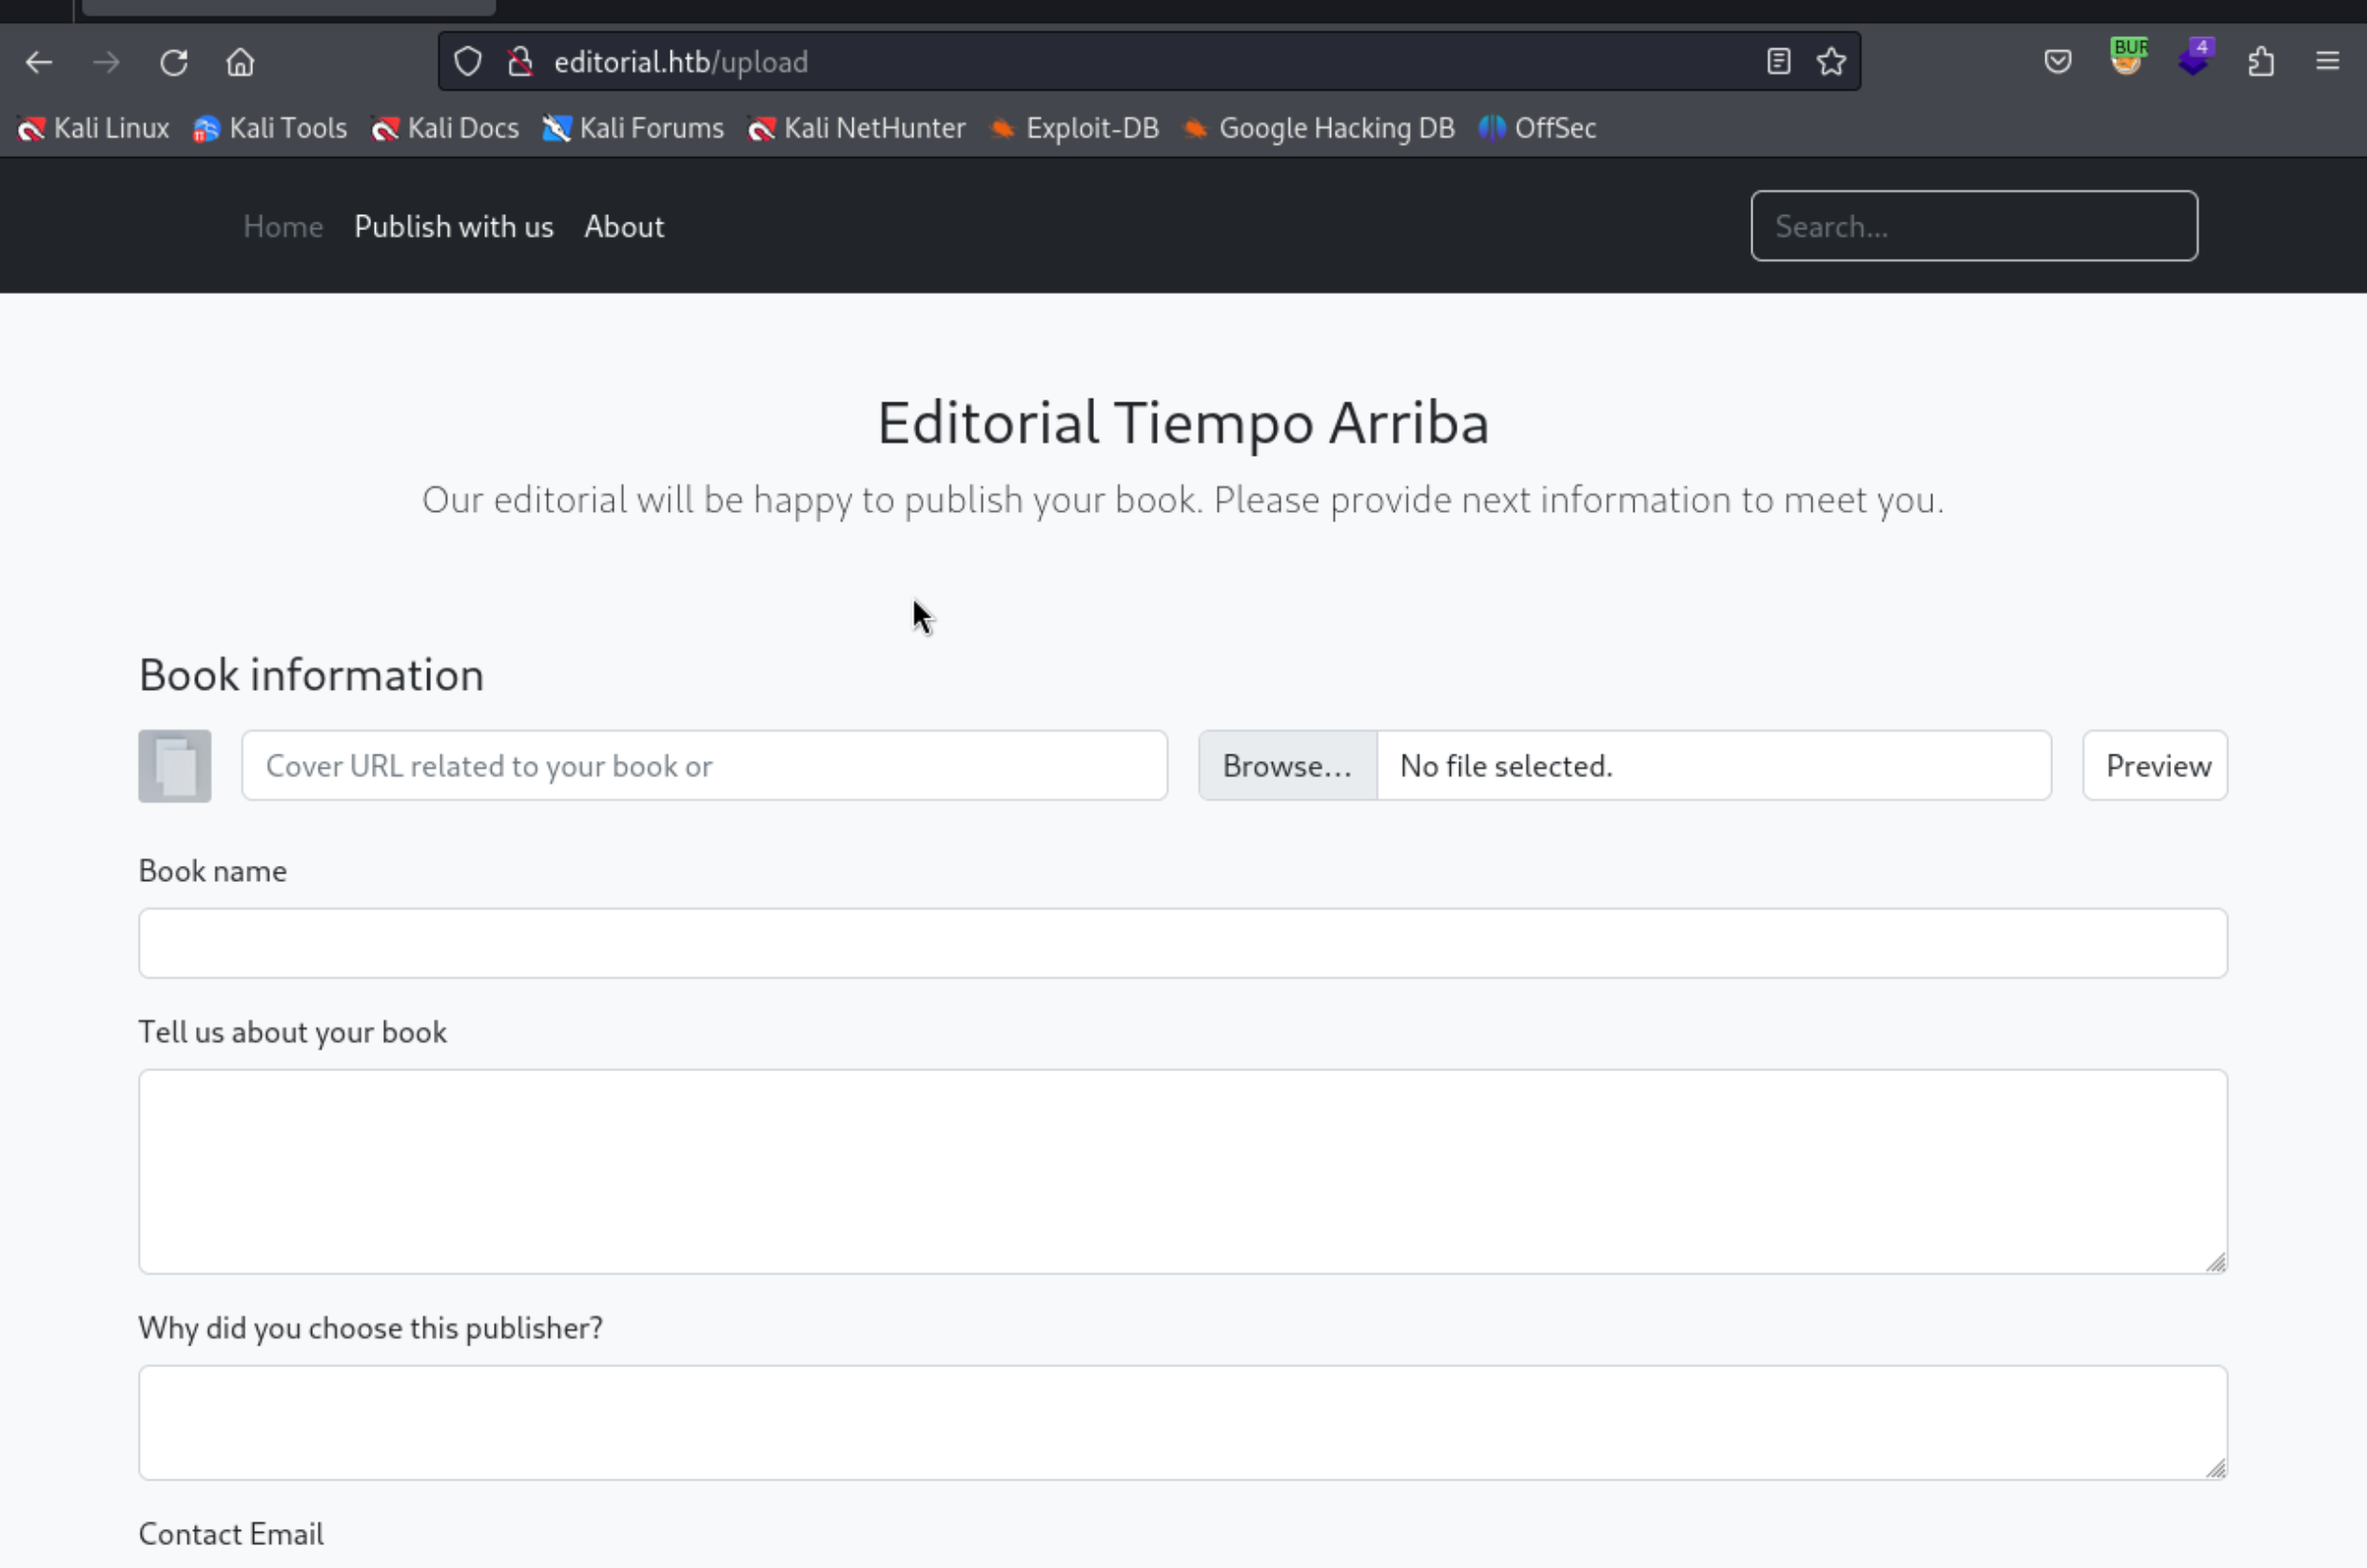 editorial.htb/upload
BUR
4
Kali Linux Kali Tools Kali Docs Kali Forums Kali NetHunter Exploit-DB Google Hacking DB OffSec
Home Publish with us About Search...
Editorial Tiempo Arriba
Our editorial will be happy to publish your book. Please provide next information to meet you.
Book information
Cover URL related to your book or Browse... No file selected. Preview
Book name
Tell us about your book
Why did you choose this publisher?
Contact Email